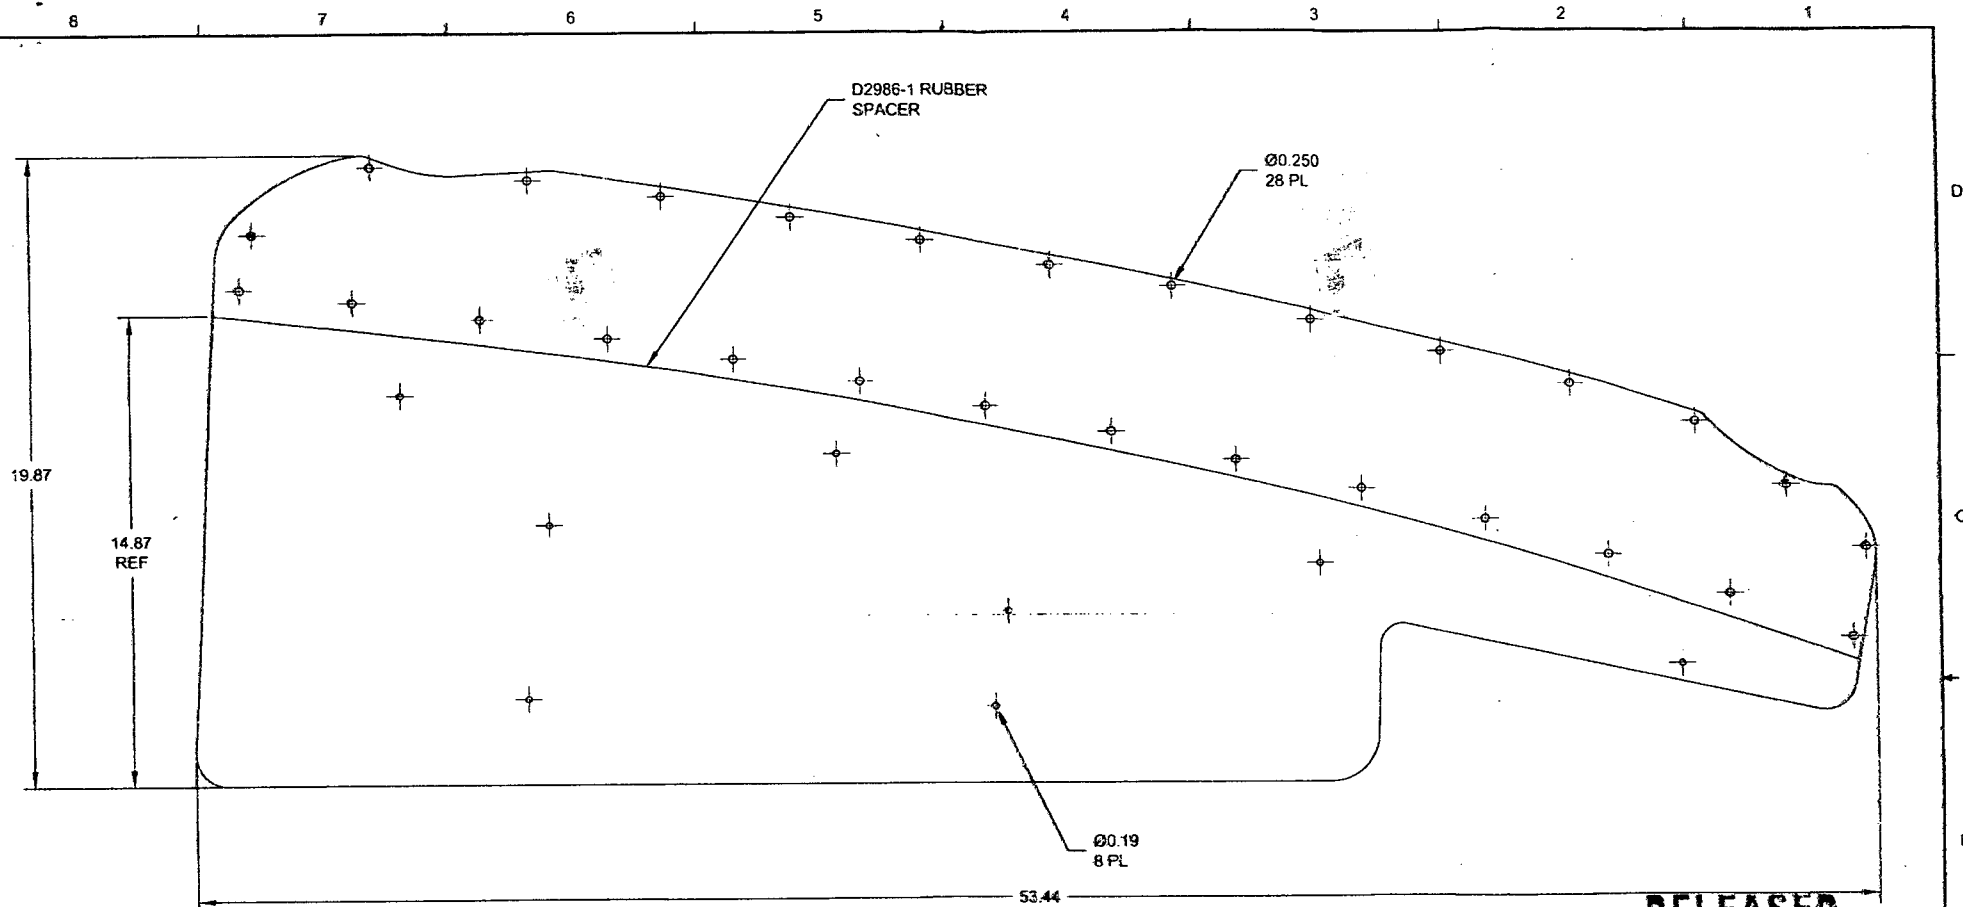 8 7 6 5 4 3 2 1
D2986-1 RUBBER
SPACER
Ø0.250
28 PL
D
19.87
14.87
REF
C
Ø0.19
8 PL
53.44
RELEASED